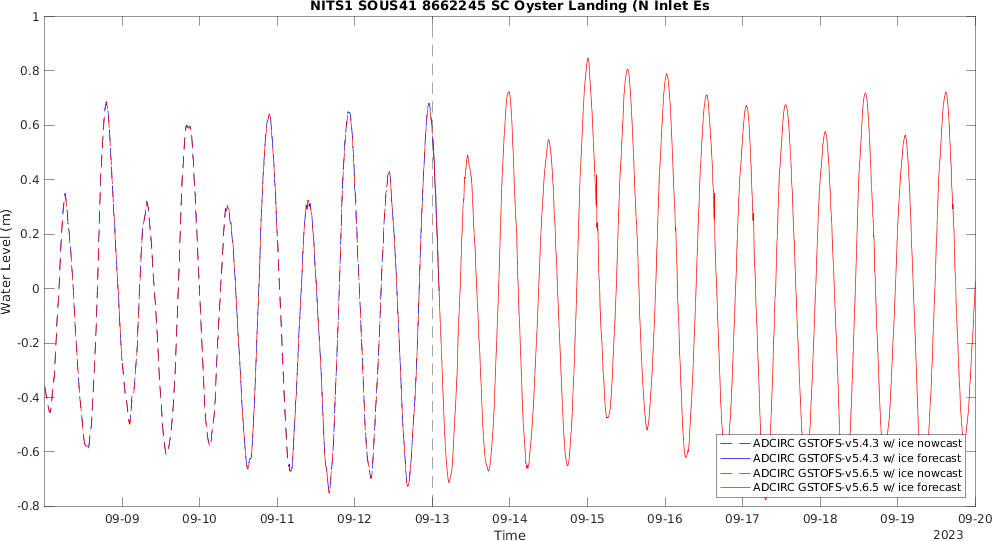 NITS1 SOUS41 8662245 SC Oyster Landing (N Inlet Es
1
0.8
0.6
0.4
0.2
0
-0.2
-0.4
-0.6
-0.8
Water Level (m)
ADCIRC GSTOFS-v5.4.3 w/ ice nowcast
ADCIRC GSTOFS-v5.4.3 w/ ice forecast
ADCIRC GSTOFS-v5.6.5 w/ ice nowcast
ADCIRC GSTOFS-v5.6.5 w/ ice forecast
09-09 09-10 09-11 09-12 09-13 09-14 09-15 09-16 09-17 09-18 09-19 09-20
Time
2023